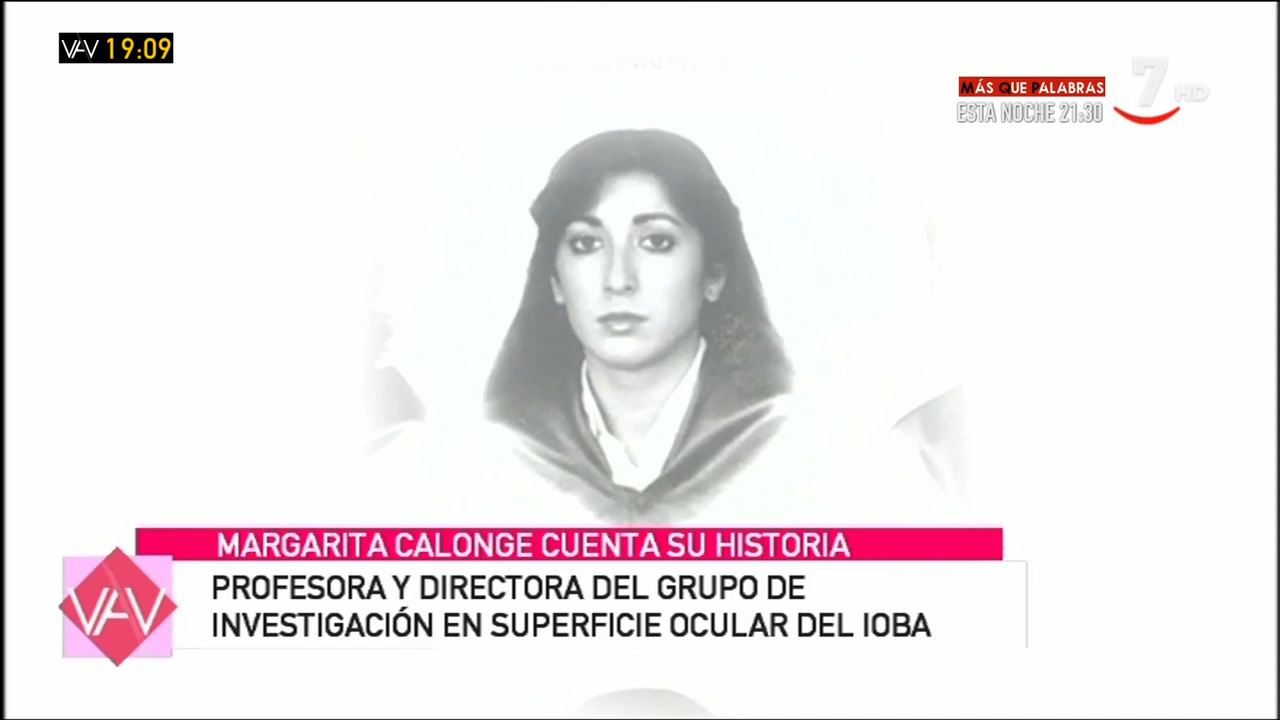 VAV 19:09
MÁS QUE PALABRAS
ESTA NOCHE 21:30
7 HD
MARGARITA CALONGE CUENTA SU HISTORIA
PROFESORA Y DIRECTORA DEL GRUPO DE
INVESTIGACIÓN EN SUPERFICIE OCULAR DEL IOBA
VAV